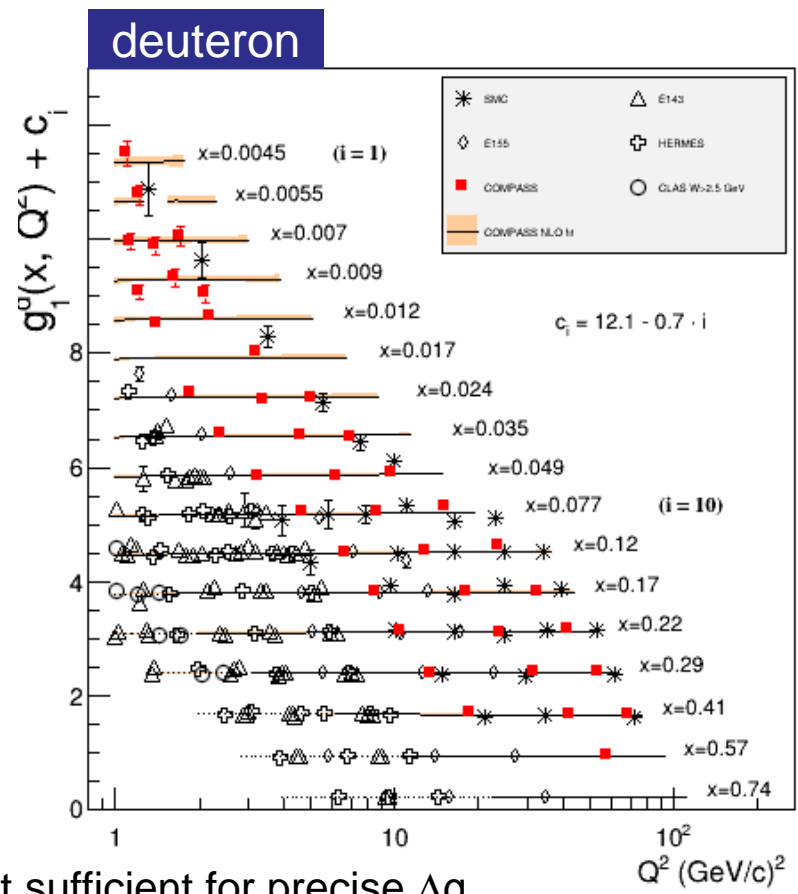 deuteron
g₁ᵈ(x, Q²) + cᵢ
SMC
E143
E155
HERMES
COMPASS
CLAS W>2.5 GeV
COMPASS NLO fit
x=0.0045 (i = 1)
x=0.0055
x=0.007
x=0.009
x=0.012
cᵢ = 12.1 - 0.7 · i
x=0.017
x=0.024
x=0.035
x=0.049
x=0.077 (i = 10)
x=0.12
x=0.17
x=0.22
x=0.29
x=0.41
x=0.57
x=0.74
8
6
4
2
0
1
10
10²
Q² (GeV/c)²
t sufficient for precise Δg